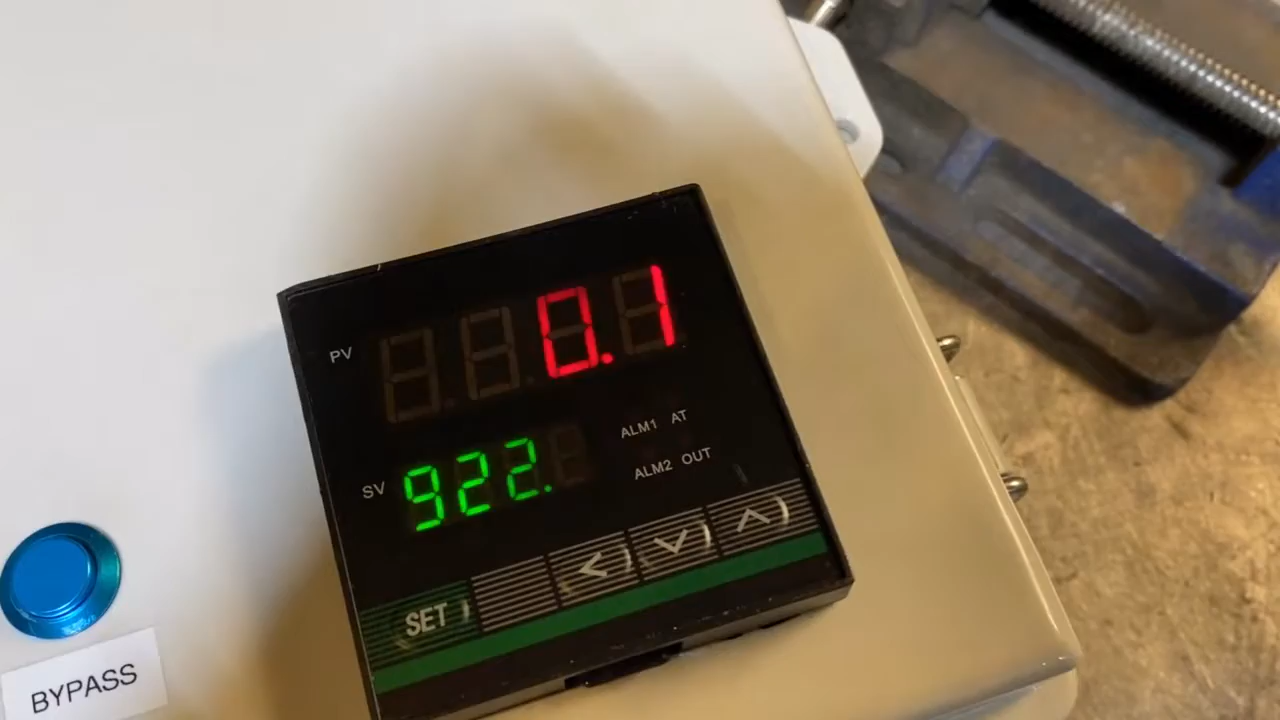 PV 0.1
SV 922.
ALM1 AT
ALM2 OUT
SET
BYPASS